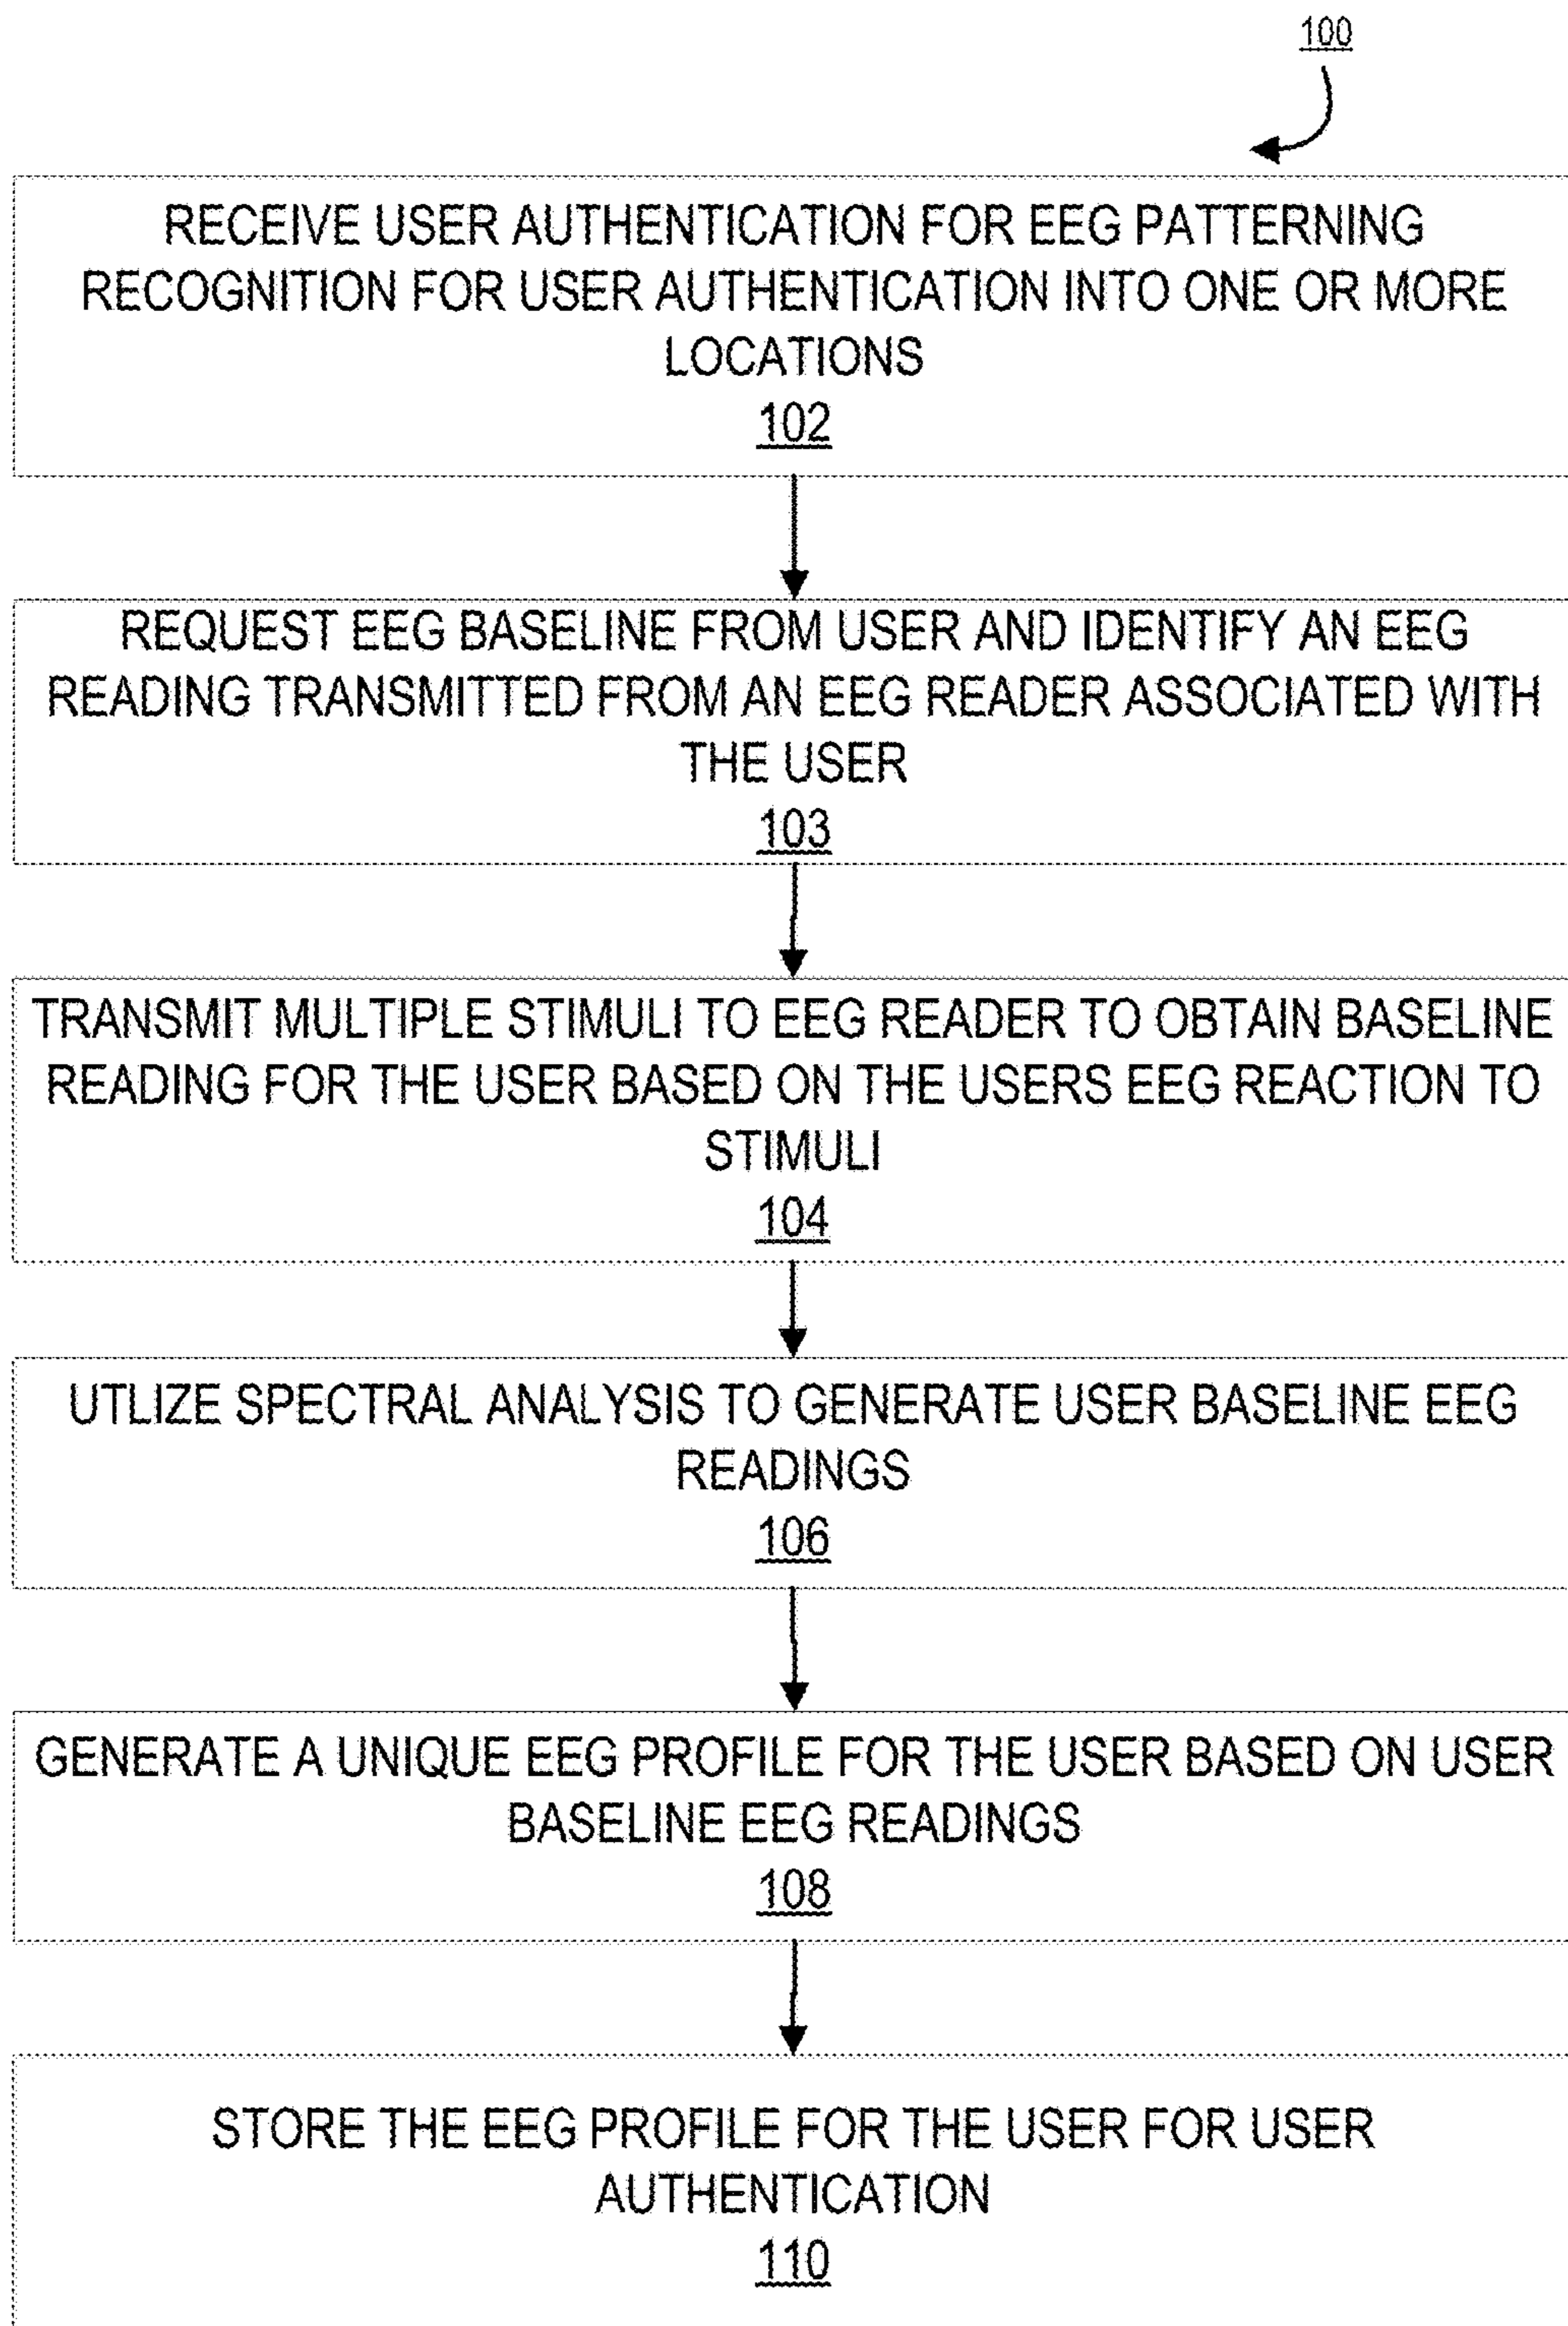 100
RECEIVE USER AUTHENTICATION FOR EEG PATTERNING
RECOGNITION FOR USER AUTHENTICATION INTO ONE OR MORE
LOCATIONS
102
REQUEST EEG BASELINE FROM USER AND IDENTIFY AN EEG
READING TRANSMITTED FROM AN EEG READER ASSOCIATED WITH
THE USER
103
TRANSMIT MULTIPLE STIMULI TO EEG READER TO OBTAIN BASELINE
READING FOR THE USER BASED ON THE USERS EEG REACTION TO
STIMULI
104
UTLIZE SPECTRAL ANALYSIS TO GENERATE USER BASELINE EEG
READINGS
106
GENERATE A UNIQUE EEG PROFILE FOR THE USER BASED ON USER
BASELINE EEG READINGS
108
STORE THE EEG PROFILE FOR THE USER FOR USER
AUTHENTICATION
110